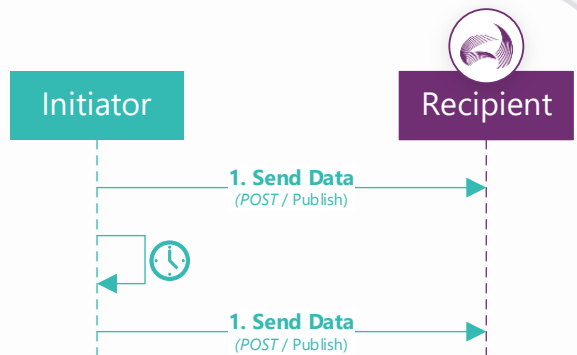 Initiator
Recipient
1. Send Data
(POST / Publish)
1. Send Data
(POST / Publish)